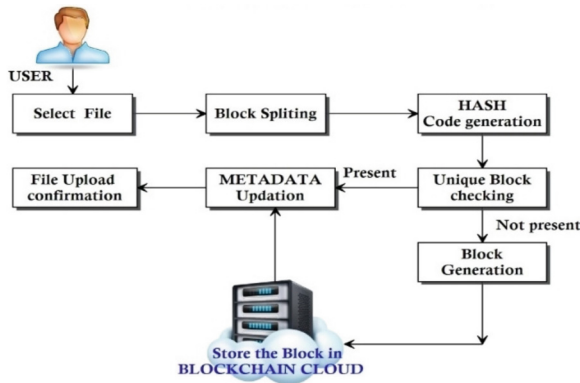 USER
Select File
Block Spliting
HASH
Code generation
File Upload
confirmation
METADATA
Updation
Present
Unique Block
checking
Not present
Block
Generation
Store the Block in
BLOCKCHAIN CLOUD